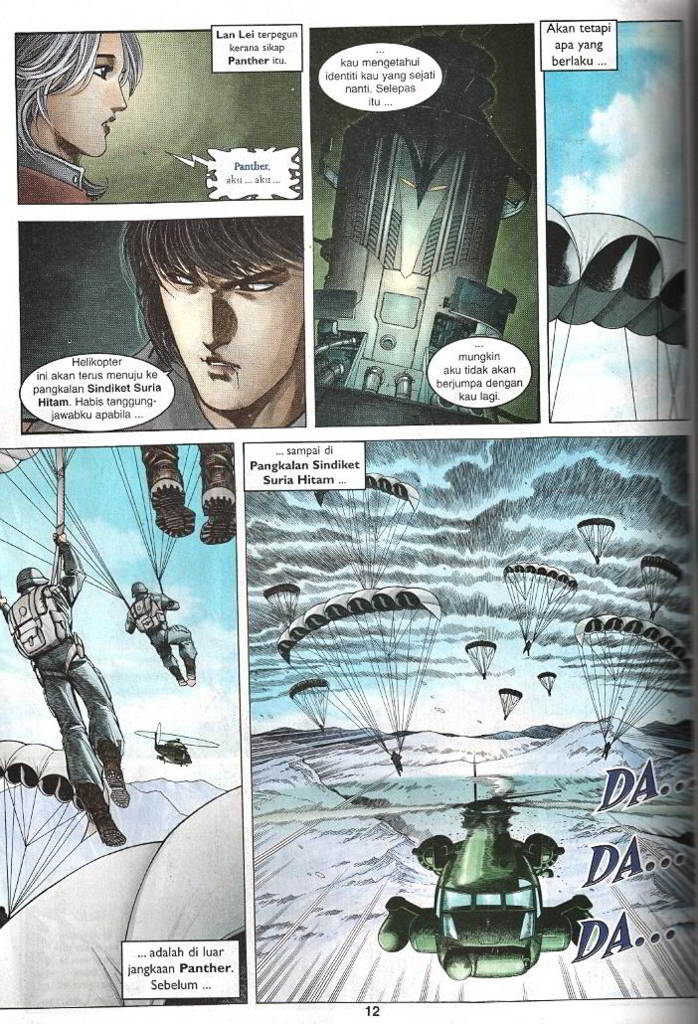 Lan Lei terpegun
kerana sikap
Panther itu.
Panther,
aku ... aku ...
Helikopter
ini akan terus menuju ke
pangkalan Sindiket Suria
Hitam. Habis tanggung-
jawabku apabila ...
...
kau mengetahui
identiti kau yang sejati
nanti. Selepas
itu ...
...
mungkin
aku tidak akan
berjumpa dengan
kau lagi.
Akan tetapi
apa yang
berlaku ...
... adalah di luar
jangkaan Panther.
Sebelum ...
... sampai di
Pangkalan Sindiket
Suria Hitam ...
DA...
DA...
DA...
12